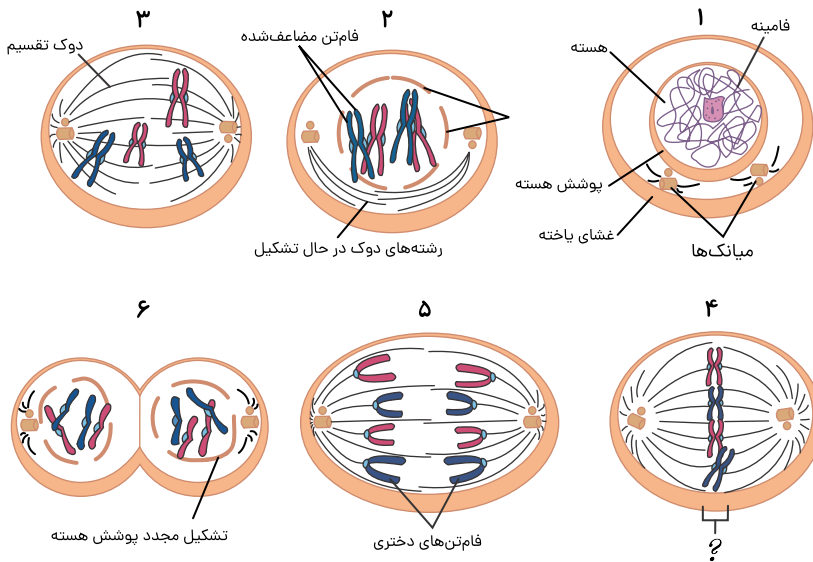 ۱
فامینه
هسته
پوشش هسته
غشای یاخته
میانک‌ها
۲
فام‌تن مضاعف‌شده
رشته‌های دوک در حال تشکیل
۳
دوک تقسیم
۴
؟
۵
فام‌تن‌های دختری
۶
تشکیل مجدد پوشش هسته